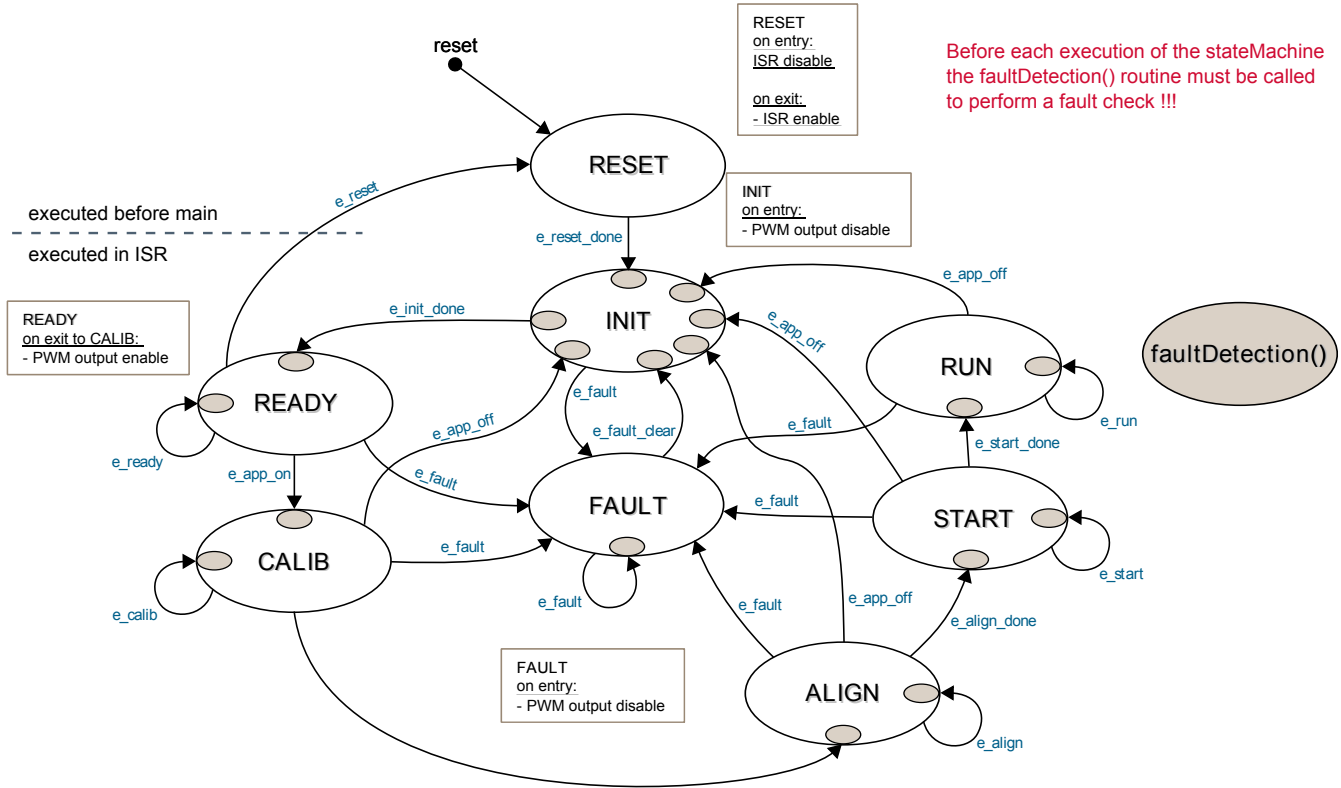 reset
RESET
on entry:
ISR disable
on exit:
- ISR enable
Before each execution of the stateMachine
the faultDetection() routine must be called
to perform a fault check !!!
RESET
e_reset
executed before main
executed in ISR
INIT
on entry:
- PWM output disable
e_reset_done
e_app_off
READY
on exit to CALIB:
- PWM output enable
e_init_done
INIT
e_app_off
RUN
faultDetection()
READY
e_fault
e_app_off
e_fault_clear
e_fault
e_run
e_start_done
e_ready
e_app_on
e_fault
FAULT
e_fault
START
CALIB
e_fault
e_start
e_calib
e_fault
e_fault
e_app_off
e_align_done
FAULT
on entry:
- PWM output disable
ALIGN
e_align